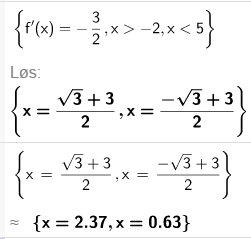 {f'(x) = −3/2, x > −2, x < 5}
Løs:
{x = (√3 + 3)/2, x = (−√3 + 3)/2}
{x = (√3 + 3)/2, x = (−√3 + 3)/2}
≈ {x = 2.37, x = 0.63}